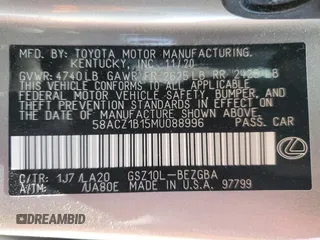 MFD. BY: TOYOTA MOTOR MANUFACTURING,
KENTUCKY, INC. 11/20
GVWR: 4740LB GAWR FR 2625LB RR
THIS VEHICLE CONFORMS TO ALL APPLICABLE
FEDERAL MOTOR VEHICLE SAFETY, BUMPER, AND
THEFT PREVENTION STANDARDS IN EFFECT ON
THE DATE OF MANUFACTURE SHOWN ABOVE.
58ACZ1B15MU088996 PASS. CAR
C/TR: 1J7 /LA20 GSZ10L-BEZGBA
A/TM: /UA80E MADE IN U.S.A. 97799
DREAMBID